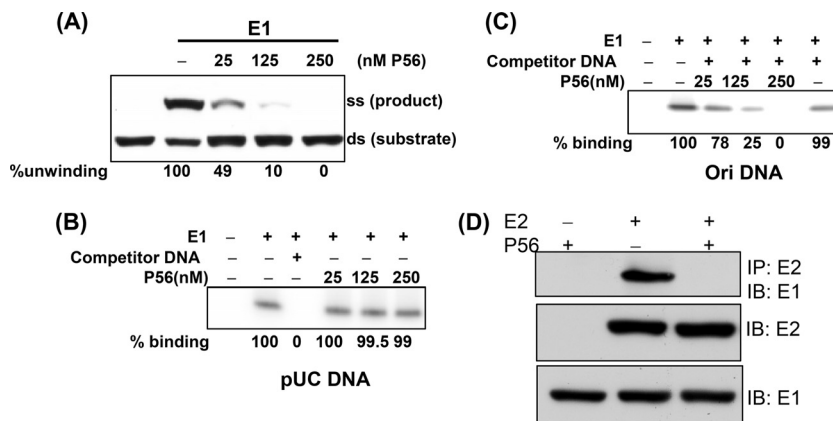 (A)
E1
– 25 125 250 (nM P56)
ss (product)
ds (substrate)
%unwinding 100 49 10 0
(B)
E1 – + + + + +
Competitor DNA – – +
P56(nM) – – – 25 125 250
% binding 100 0 100 99.5 99
pUC DNA
(C)
E1 – + + + + +
Competitor DNA – – + + + +
P56(nM) – – 25 125 250 –
% binding 100 78 25 0 99
Ori DNA
(D)
E2 – + +
P56 + – +
IP: E2
IB: E1
IB: E2
IB: E1